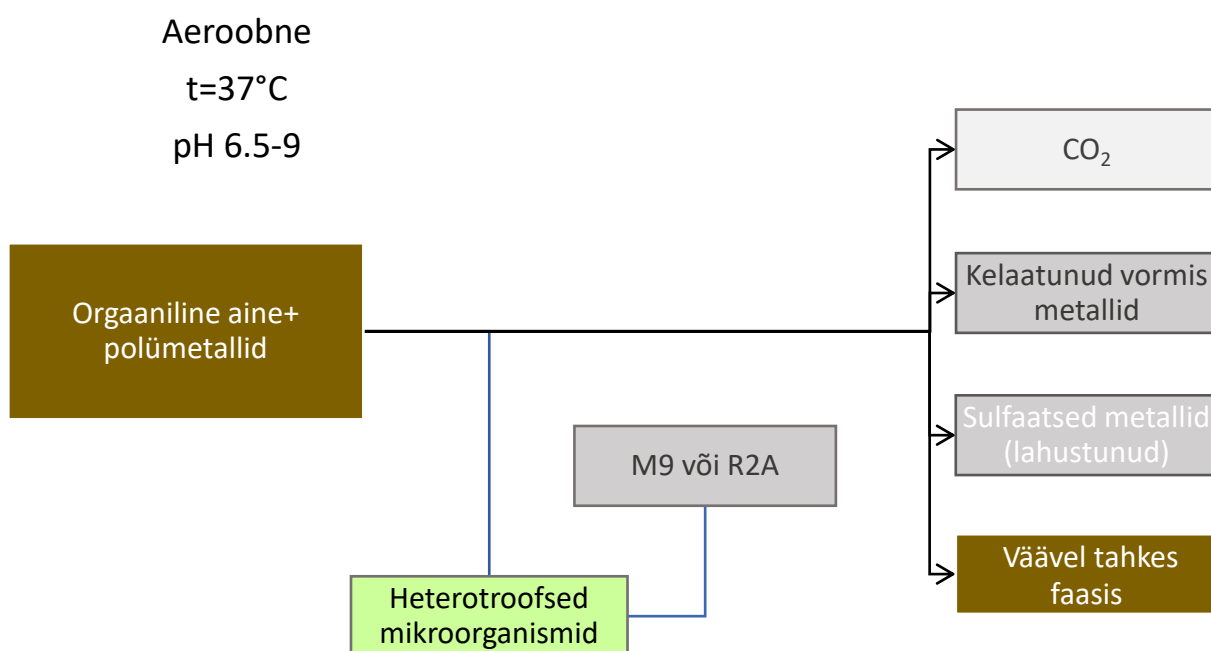 Aeroobne
t=37°C
pH 6.5-9
CO₂
Kelaatunud vormis
metallid
Orgaaniline aine+
polümetallid
Sulfaatsed metallid
(lahustunud)
M9 või R2A
Väävel tahkes
faasis
Heterotroofsed
mikroorganismid